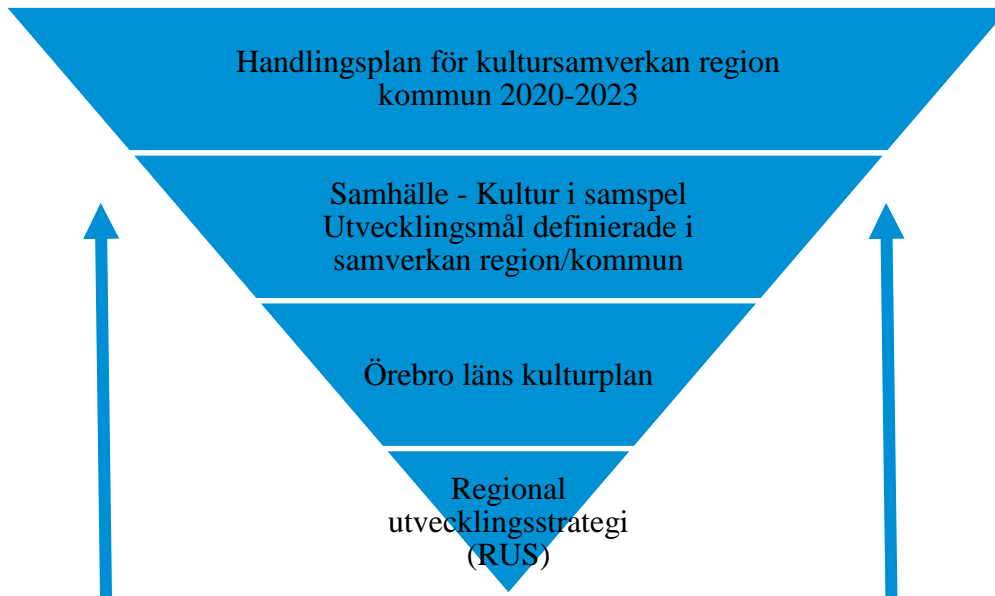 Handlingsplan för kultursamverkan region
kommun 2020-2023
Samhälle - Kultur i samspel
Utvecklingsmål definierade i
samverkan region/kommun
Örebro läns kulturplan
Regional
utvecklingsstrategi
(RUS)